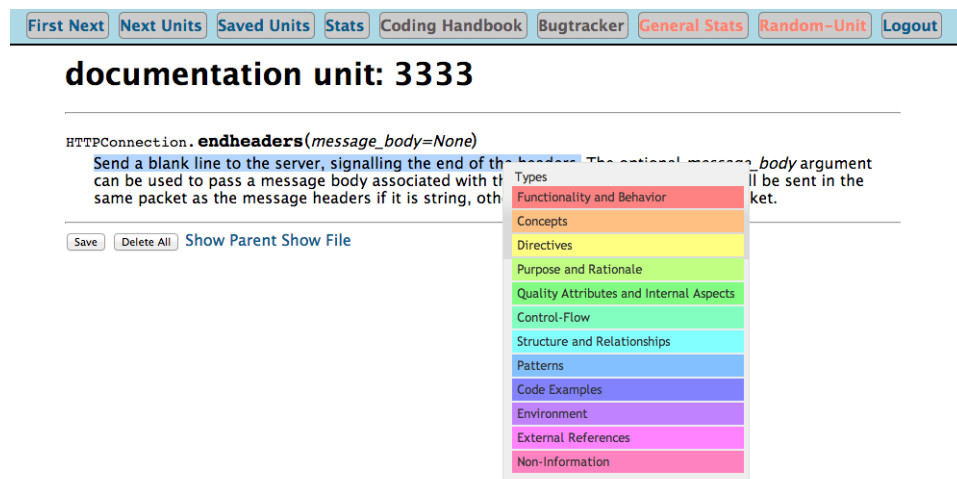 First Next Next Units Saved Units Stats Coding Handbook Bugtracker General Stats Random-Unit Logout
documentation unit: 3333
HTTPConnection.endheaders(message_body=None)
Send a blank line to the server, signalling the end of the headers. The optional message_body argument
can be used to pass a message body associated with th ll be sent in the
same packet as the message headers if it is string, oth ket.
Save Delete All Show Parent Show File
Types
Functionality and Behavior
Concepts
Directives
Purpose and Rationale
Quality Attributes and Internal Aspects
Control-Flow
Structure and Relationships
Patterns
Code Examples
Environment
External References
Non-Information